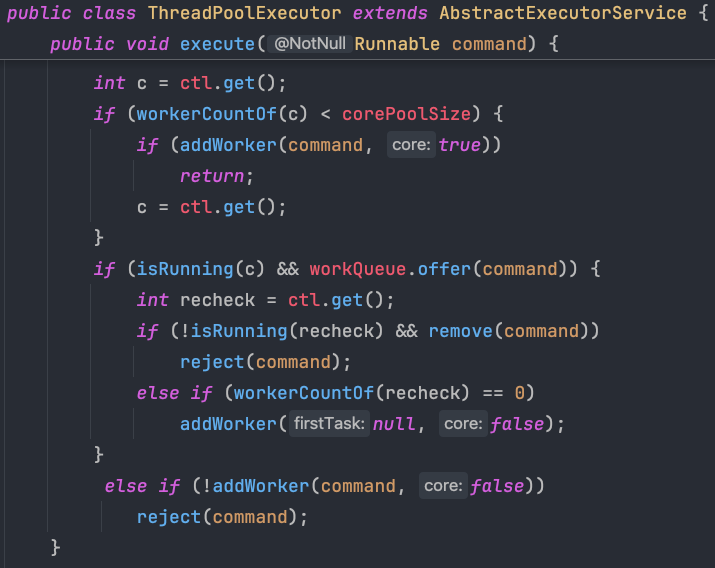 public class ThreadPoolExecutor extends AbstractExecutorService {
    public void execute( @NotNull Runnable command) {
        int c = ctl.get();
        if (workerCountOf(c) < corePoolSize) {
            if (addWorker(command, core: true))
                return;
            c = ctl.get();
        }
        if (isRunning(c) && workQueue.offer(command)) {
            int recheck = ctl.get();
            if (!isRunning(recheck) && remove(command))
                reject(command);
            else if (workerCountOf(recheck) == 0)
                addWorker( firstTask: null, core: false);
        }
         else if (!addWorker(command, core: false))
            reject(command);
    }